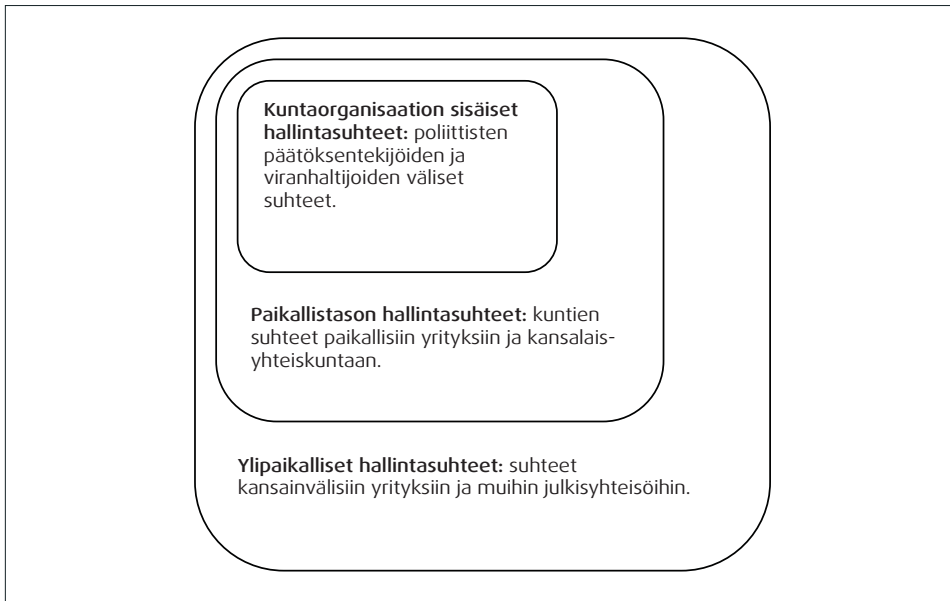 Kuntaorganisaation sisäiset
hallintasuhteet: poliittisten
päätöksentekijöiden ja
viranhaltijoiden väliset
suhteet.
Paikallistason hallintasuhteet: kuntien
suhteet paikallisiin yrityksiin ja kansalais-
yhteiskuntaan.
Ylipaikalliset hallintasuhteet: suhteet
kansainvälisiin yrityksiin ja muihin julkisyhteisöihin.